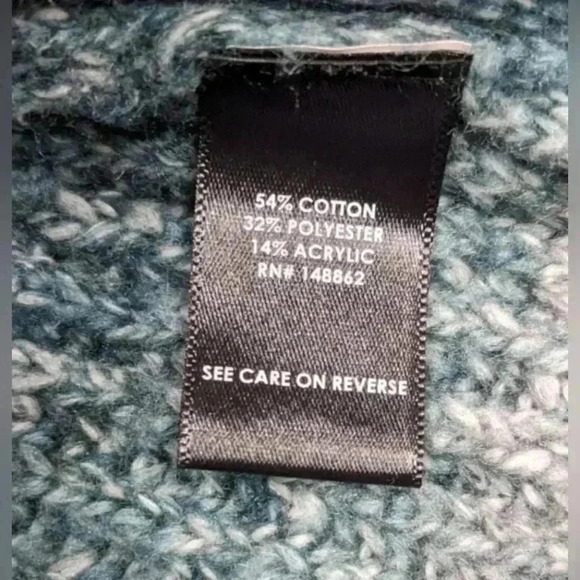 54% COTTON
32% POLYESTER
14% ACRYLIC
RN# 148862
SEE CARE ON REVERSE